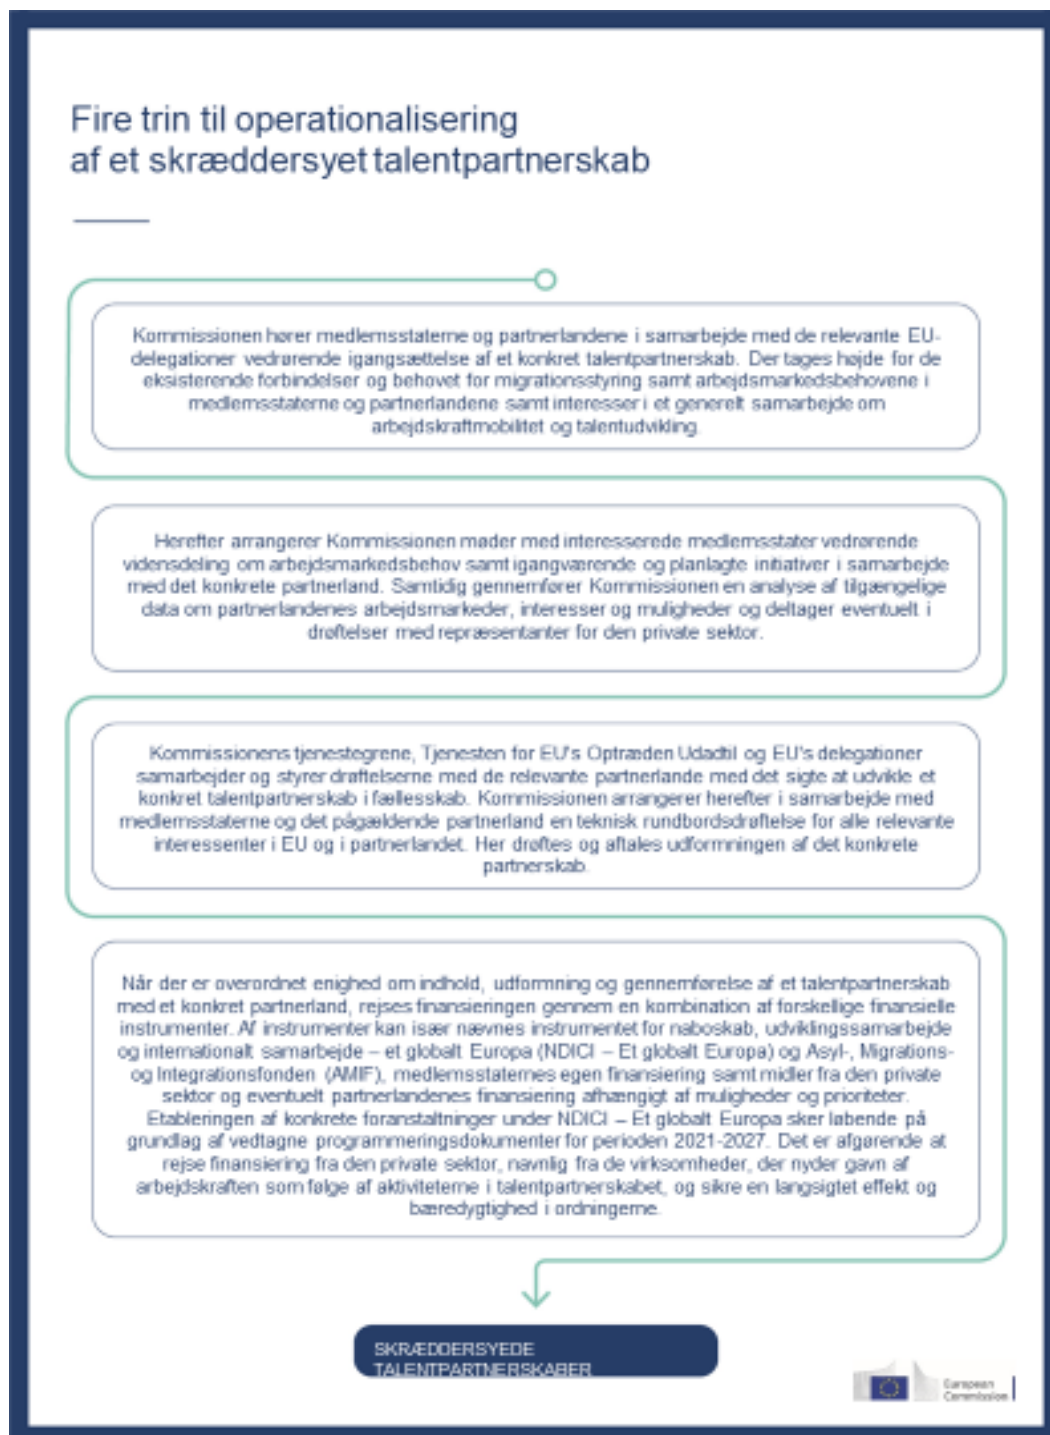 Fire trin til operationalisering
af et skræddersyet talentpartnerskab
Kommissionen hører medlemsstaterne og partnerlandene i samarbejde med de relevante EU-
delegationer vedrørende igangsættelse af et konkret talentpartnerskab. Der tages højde for de
eksisterende forbindelser og behovet for migrationsstyring samt arbejdsmarkedsbehovene i
medlemsstaterne og partnerlandene samt interesser i et generelt samarbejde om
arbejdskraftmobilitet og talentudvikling.
Herefter arrangerer Kommissionen møder med interesserede medlemsstater vedrørende
vidensdeling om arbejdsmarkedsbehov samt igangværende og planlagte initiativer i samarbejde
med det konkrete partnerland. Samtidig gennemfører Kommissionen en analyse af tilgængelige
data om partnerlandenes arbejdsmarkeder, interesser og muligheder og deltager eventuelt i
drøftelser med repræsentanter for den private sektor.
Kommissionens tjenestegrene, Tjenesten for EU's Optræden Udadtil og EU's delegationer
samarbejder og styrer drøftelserne med de relevante partnerlande med det sigte at udvikle et
konkret talentpartnerskab i fællesskab. Kommissionen arrangerer herefter i samarbejde med
medlemsstaterne og det pågældende partnerland en teknisk rundbordsdrøftelse for alle relevante
interessenter i EU og i partnerlandet. Her drøftes og aftales udformningen af det konkrete
partnerskab.
Når der er overordnet enighed om indhold, udformning og gennemførelse af et talentpartnerskab
med et konkret partnerland, rejses finansieringen gennem en kombination af forskellige finansielle
instrumenter. Af instrumenter kan især nævnes instrumentet for naboskab, udviklingssamarbejde
og internationalt samarbejde – et globalt Europa (NDICI – Et globalt Europa) og Asyl-, Migrations-
og Integrationsfonden (AMIF), medlemsstaternes egen finansiering samt midler fra den private
sektor og eventuelt partnerlandenes finansiering afhængigt af muligheder og prioriteter.
Etableringen af konkrete foranstaltninger under NDICI – Et globalt Europa sker løbende på
grundlag af vedtagne programmeringsdokumenter for perioden 2021-2027. Det er afgørende at
rejse finansiering fra den private sektor, navnlig fra de virksomheder, der nyder gavn af
arbejdskraften som følge af aktiviteterne i talentpartnerskabet, og sikre en langsigtet effekt og
bæredygtighed i ordningerne.
SKRÆDDERSYEDE
TALENTPARTNERSKABER
European
Commission